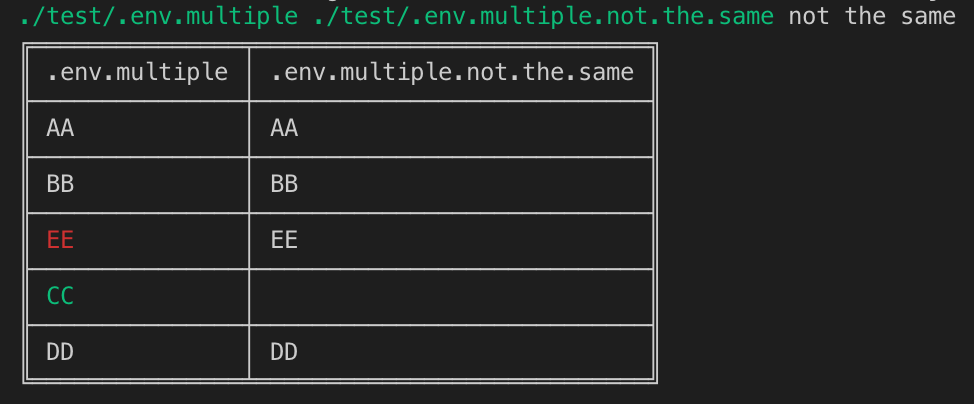 ./test/.env.multiple ./test/.env.multiple.not.the.same not the same
.env.multiple .env.multiple.not.the.same
AA AA
BB BB
EE EE
CC
DD DD